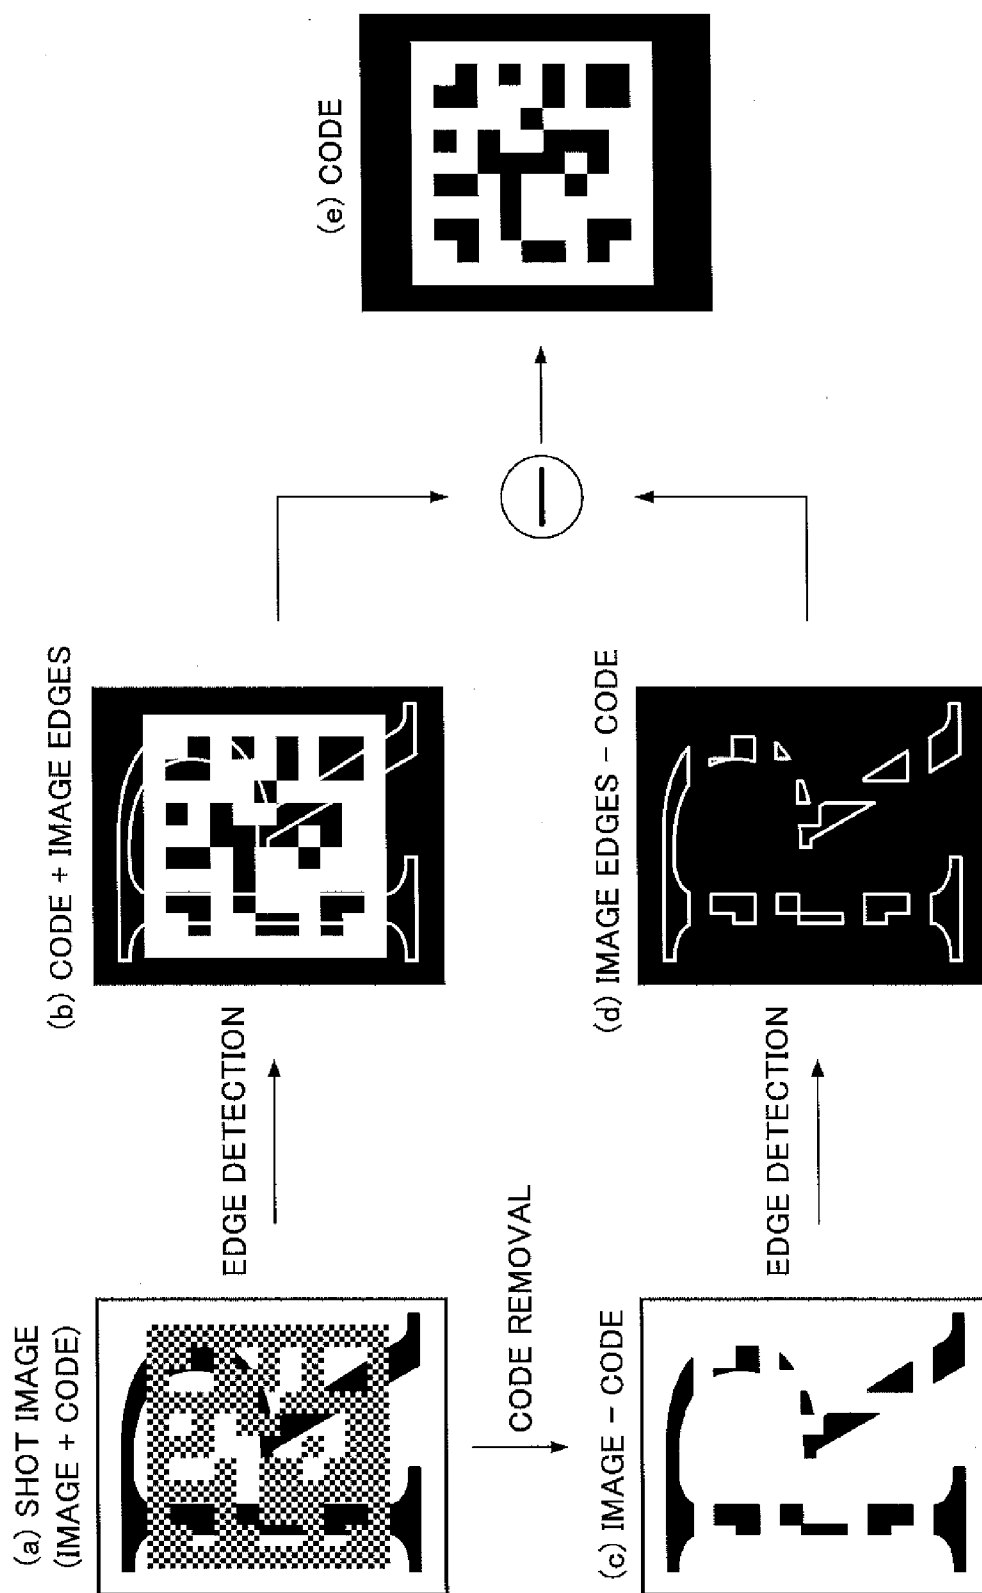 (a) SHOT IMAGE
(IMAGE + CODE)
EDGE DETECTION
(b) CODE + IMAGE EDGES
CODE REMOVAL
(c) IMAGE – CODE
EDGE DETECTION
(d) IMAGE EDGES – CODE
(e) CODE